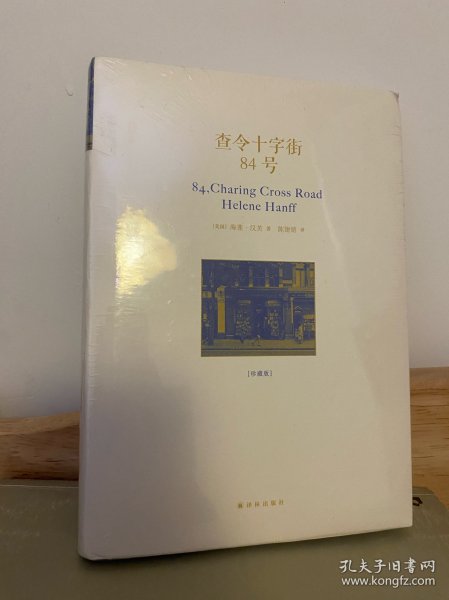 查令十字街
84号
84,Charing Cross Road
Helene Hanff
［美国］海莲·汉芙 著 陈建铭 译
［珍藏版］
译林出版社
孔夫子旧书网
www.kongfz.com